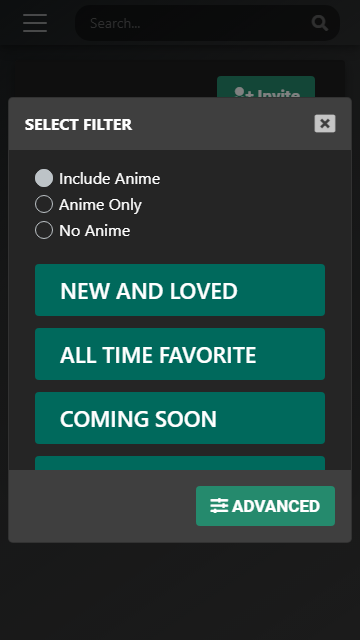 Search...
Invite
SELECT FILTER
Include Anime
Anime Only
No Anime
NEW AND LOVED
ALL TIME FAVORITE
COMING SOON
ADVANCED